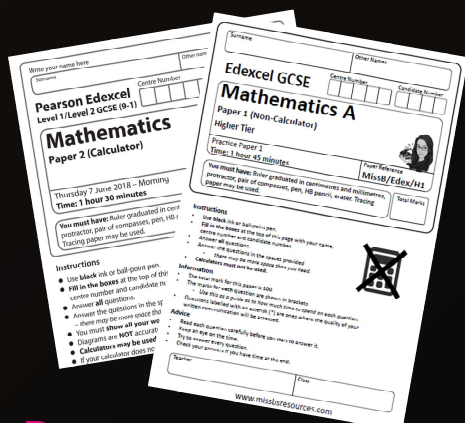 Write your name here
Surname
Other nam
Centre Number
Pearson Edexcel
Level 1/Level 2 GCSE (9-1)
Mathematics
Paper 2 (Calculator)
Thursday 7 June 2018 – Morning
Time: 1 hour 30 minutes
You must have: Ruler graduated in cent
protractor, pair of compasses, pen, HB
Tracing paper may be used.
Instructions
● Use black ink or ball-point pen.
● Fill in the boxes at the top of this
centre number and candidate nu
● Answer all questions.
● Answer the questions in the sp
– there may be more space tha
● You must show all your wo
● Diagrams are NOT accurat
● Calculators may be used
● If your calculator does no
Surname
Other Names
Edexcel GCSE
Centre Number
Candidate Number
Mathematics A
Paper 1 (Non-Calculator)
Higher Tier
Practice Paper 1
Time: 1 hour 45 minutes
Paper Reference
MissB/Edex/H1
You must have: Ruler graduated in centimetres and millimetres,
protractor, pair of compasses, pen, HB pencil, eraser. Tracing
paper may be used.
Total Marks
Instructions
• Use black ink or ball-point pen.
• Fill in the boxes at the top of this page with your name,
centre number and candidate number.
• Answer all questions.
• Answer the questions in the spaces provided
• there may be more space than you need.
• Calculators must not be used.
Information
• The total mark for this paper is 100
• The marks for each question are shown in brackets
• Use this as a guide as to how much time to spend on each question.
• Questions labelled with an asterisk (*) are ones where the quality of your
written communication will be assessed.
Advice
• Read each question carefully before you start to answer it.
• Keep an eye on the time.
• Try to answer every question.
• Check your answers if you have time at the end.
Teacher
Class
www.missbsresources.com